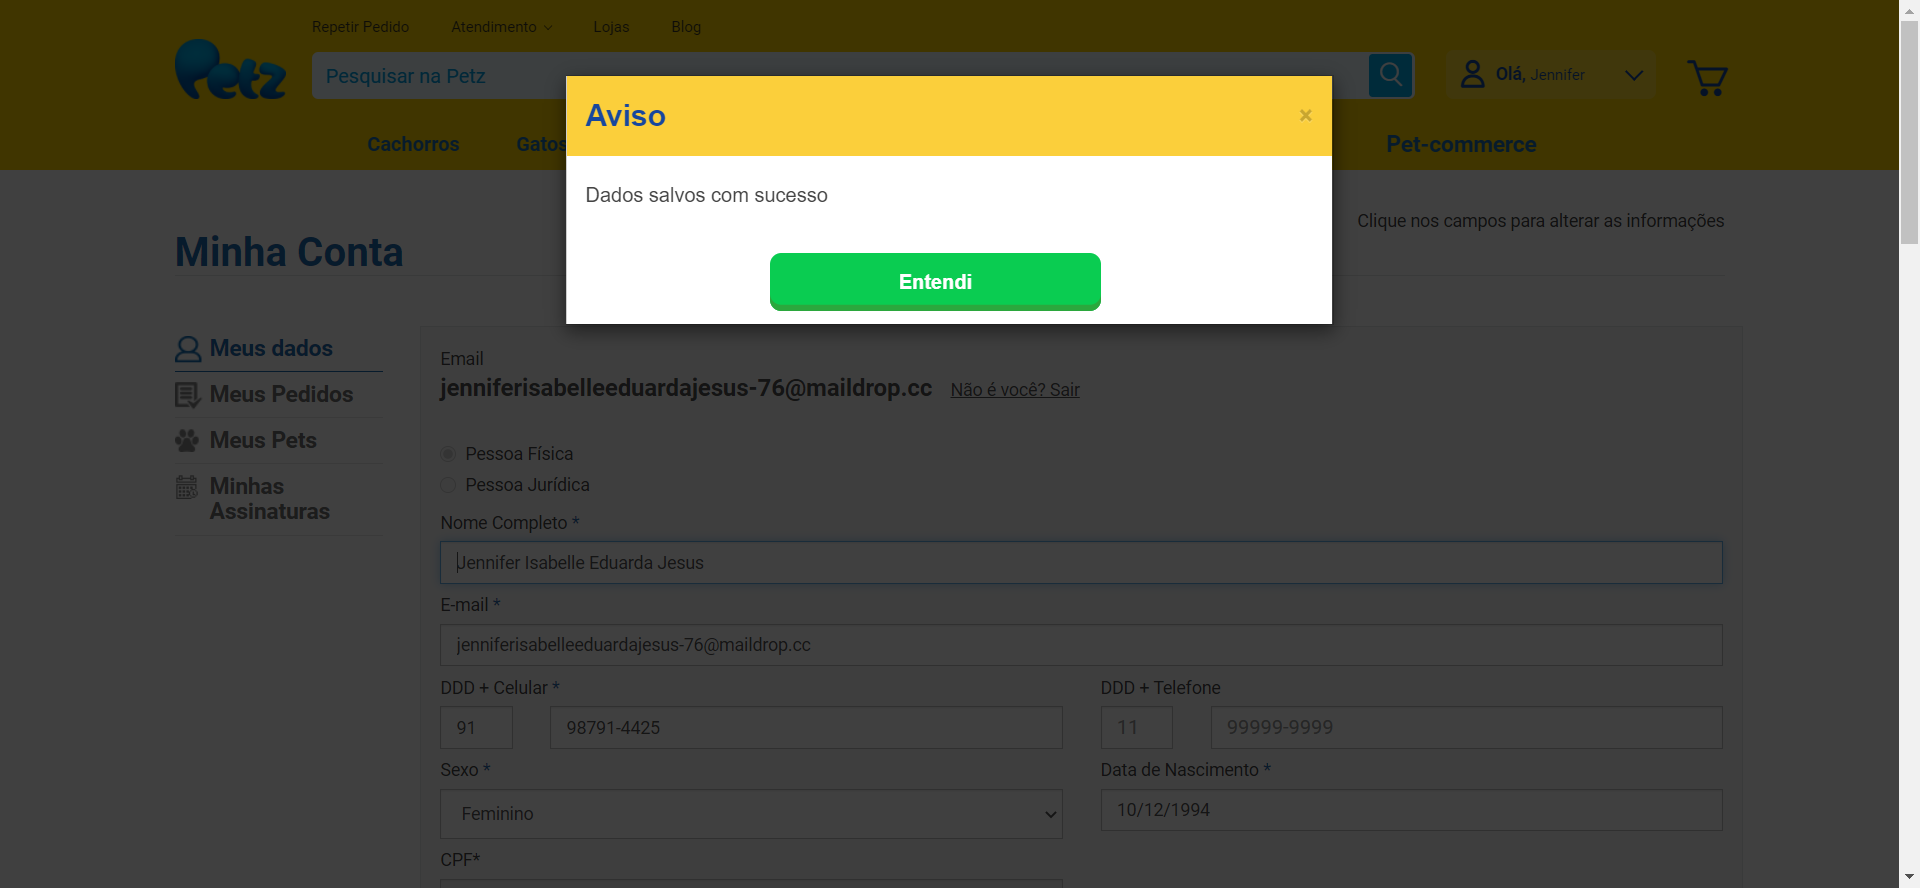 Repetir Pedido Atendimento Lojas Blog
Petz
Pesquisar na Petz
Olá, Jennifer
Cachorros Gatos Pet-commerce
Aviso ×
Dados salvos com sucesso
Entendi
Clique nos campos para alterar as informações
Minha Conta
Meus dados
Meus Pedidos
Meus Pets
Minhas
Assinaturas
Email
jenniferisabelleeduardajesus-76@maildrop.cc Não é você? Sair
Pessoa Física
Pessoa Jurídica
Nome Completo *
Jennifer Isabelle Eduarda Jesus
E-mail *
jenniferisabelleeduardajesus-76@maildrop.cc
DDD + Celular * DDD + Telefone
91 98791-4425 11 99999-9999
Sexo * Data de Nascimento *
Feminino 10/12/1994
CPF*